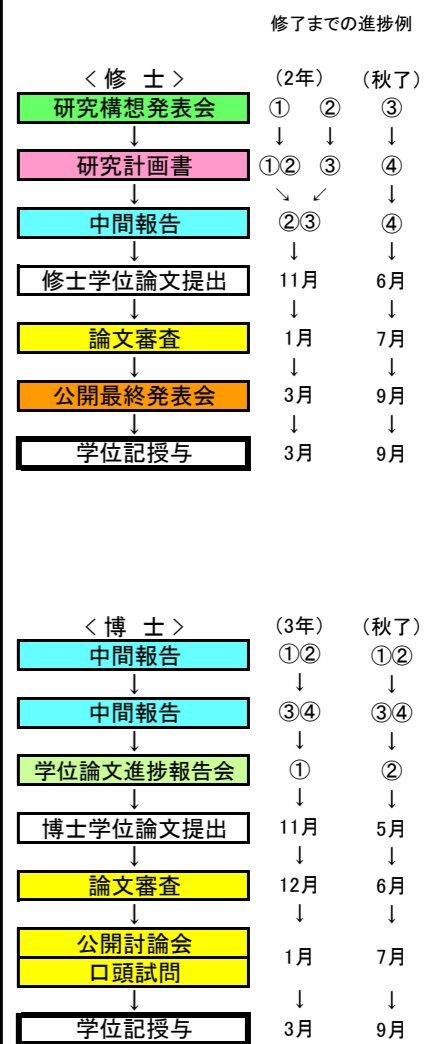 修了までの進捗例
＜修 士＞ (2年) (秋了)
研究構想発表会 ① ② ③
↓ ↓ ↓ ↓
研究計画書 ①② ③ ④
↓ ↘ ↙ ↓
中間報告 ②③ ④
↓ ↓ ↓
修士学位論文提出 11月 6月
↓ ↓ ↓
論文審査 1月 7月
↓ ↓ ↓
公開最終発表会 3月 9月
↓ ↓ ↓
学位記授与 3月 9月
＜博 士＞ (3年) (秋了)
中間報告 ①② ①②
↓ ↓ ↓
中間報告 ③④ ③④
↓ ↓ ↓
学位論文進捗報告会 ① ②
↓ ↓ ↓
博士学位論文提出 11月 5月
↓ ↓ ↓
論文審査 12月 6月
↓ ↓ ↓
公開討論会
口頭試問 1月 7月
↓ ↓ ↓
学位記授与 3月 9月